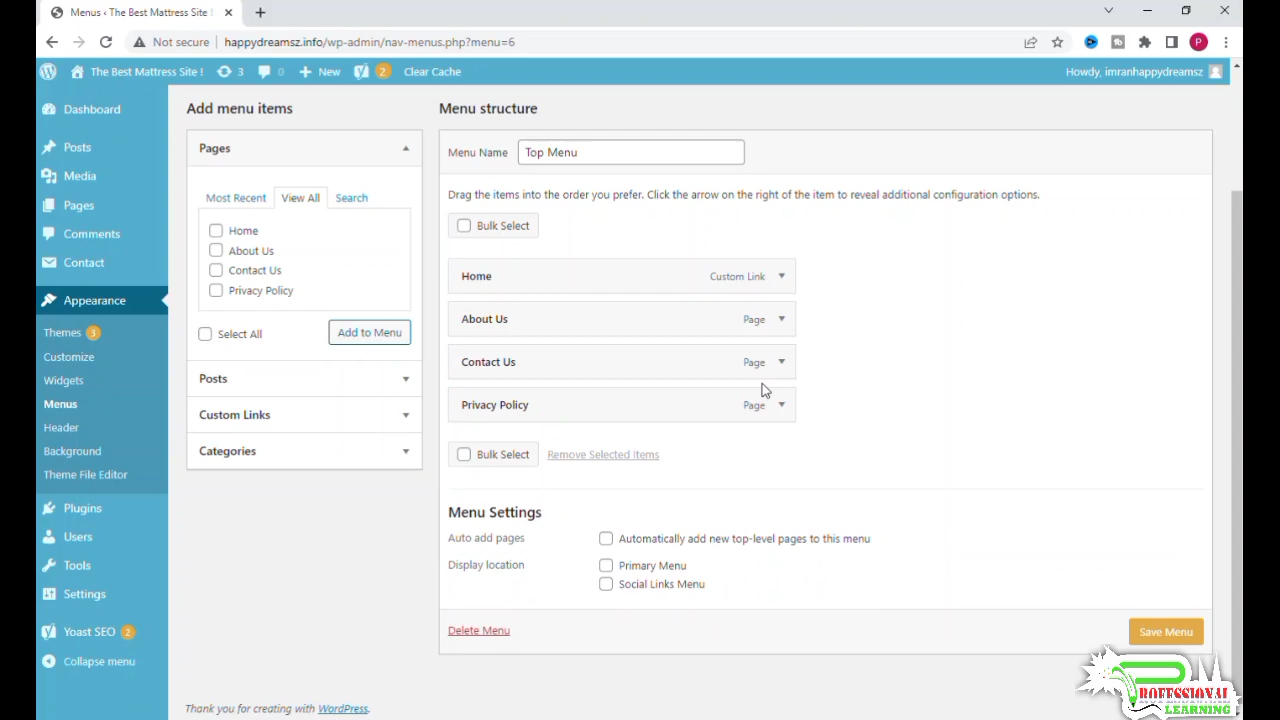 Menus ‹ The Best Mattress Site !
Not secure
happydreamsz.info/wp-admin/nav-menus.php?menu=6
P
The Best Mattress Site !
3
0
New
2
Clear Cache
Howdy, imranhappydreamsz
Dashboard
Posts
Media
Pages
Comments
Contact
Appearance
Themes 3
Customize
Widgets
Menus
Header
Background
Theme File Editor
Plugins
Users
Tools
Settings
Yoast SEO 2
Collapse menu
Add menu items
Pages
Most Recent
View All
Search
Home
About Us
Contact Us
Privacy Policy
Select All
Add to Menu
Posts
Custom Links
Categories
Menu structure
Menu Name
Top Menu
Drag the items into the order you prefer. Click the arrow on the right of the item to reveal additional configuration options.
Bulk Select
Home Custom Link
About Us Page
Contact Us Page
Privacy Policy Page
Bulk Select
Remove Selected Items
Menu Settings
Auto add pages
Automatically add new top-level pages to this menu
Display location
Primary Menu
Social Links Menu
Delete Menu
Save Menu
Thank you for creating with WordPress.
PROFESSIONAL
LEARNING